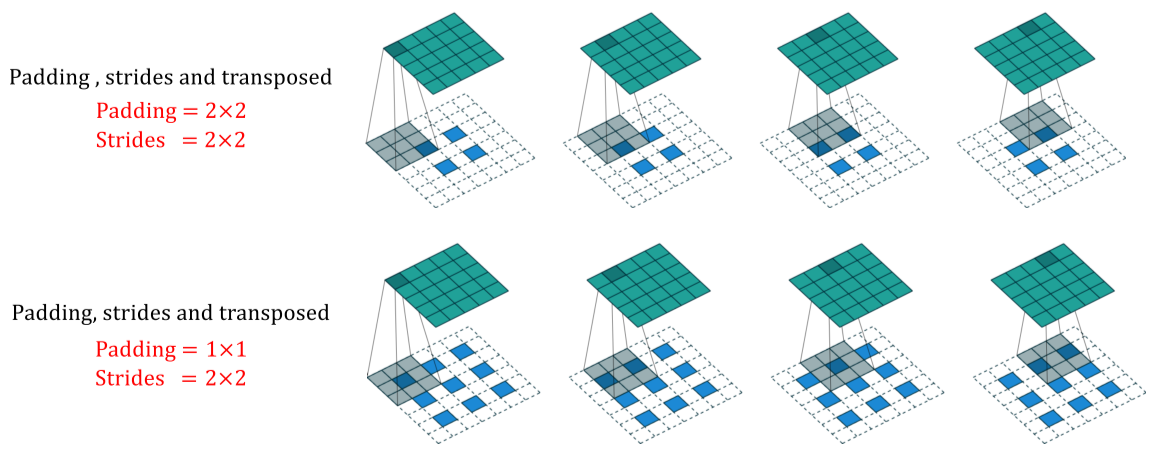 Padding , strides and transposed
Padding = 2×2
Strides = 2×2
Padding, strides and transposed
Padding = 1×1
Strides = 2×2